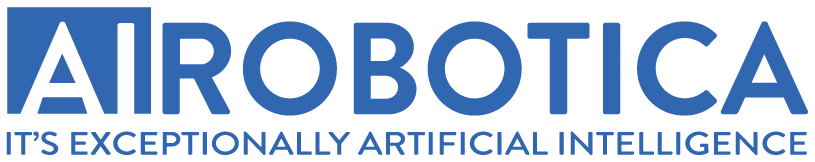 AIROBOTICA
IT'S EXCEPTIONALLY ARTIFICIAL INTELLIGENCE